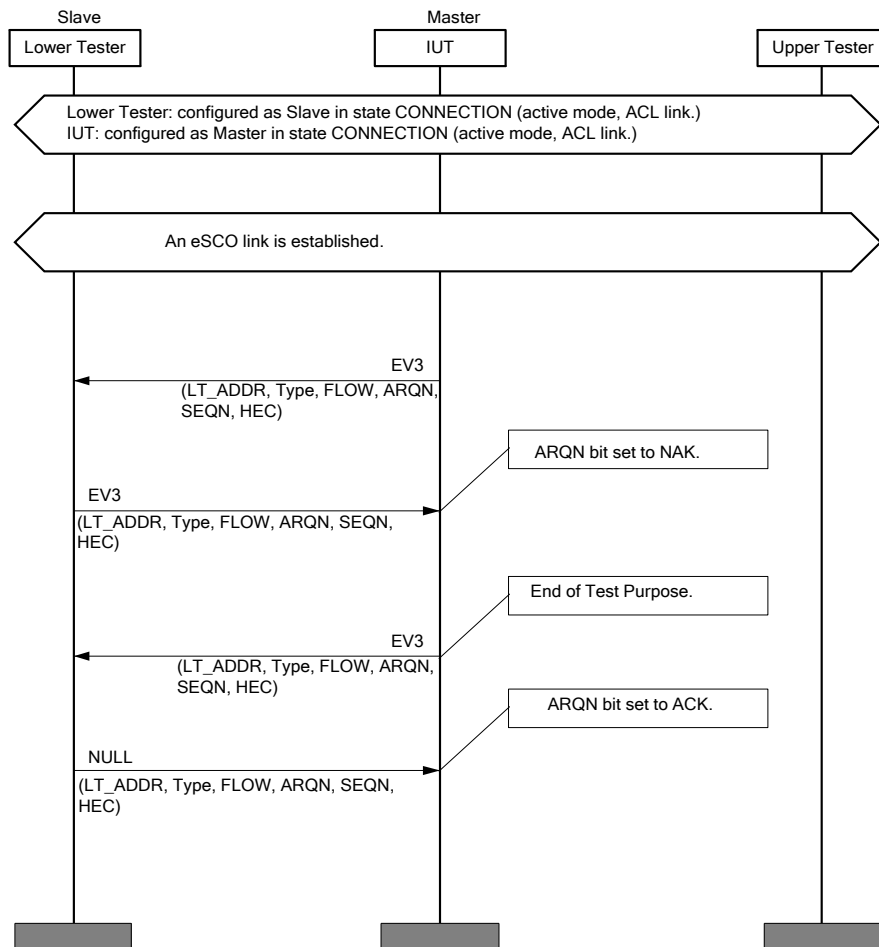 Slave
Master
Lower Tester
IUT
Upper Tester
Lower Tester: configured as Slave in state CONNECTION (active mode, ACL link.)
IUT: configured as Master in state CONNECTION (active mode, ACL link.)
An eSCO link is established.
EV3
(LT_ADDR, Type, FLOW, ARQN,
SEQN, HEC)
ARQN bit set to NAK.
EV3
(LT_ADDR, Type, FLOW, ARQN, SEQN,
HEC)
End of Test Purpose.
EV3
(LT_ADDR, Type, FLOW, ARQN,
SEQN, HEC)
ARQN bit set to ACK.
NULL
(LT_ADDR, Type, FLOW, ARQN, SEQN,
HEC)